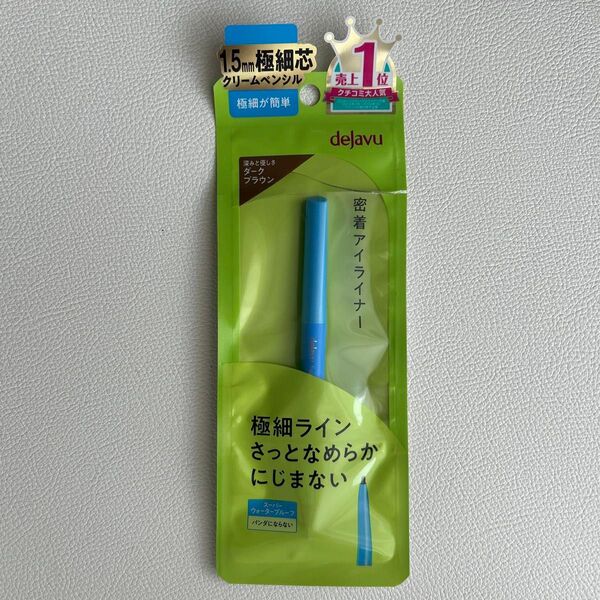 1.5mm極細芯
クリームペンシル
極細が簡単
売上1位
クチコミ大人気
dejavu
深みと優しさ
ダーク
ブラウン
密着アイライナー
極細ライン
さっとなめらか
にじまない
スーパー
ウォータープルーフ
パンダにならない